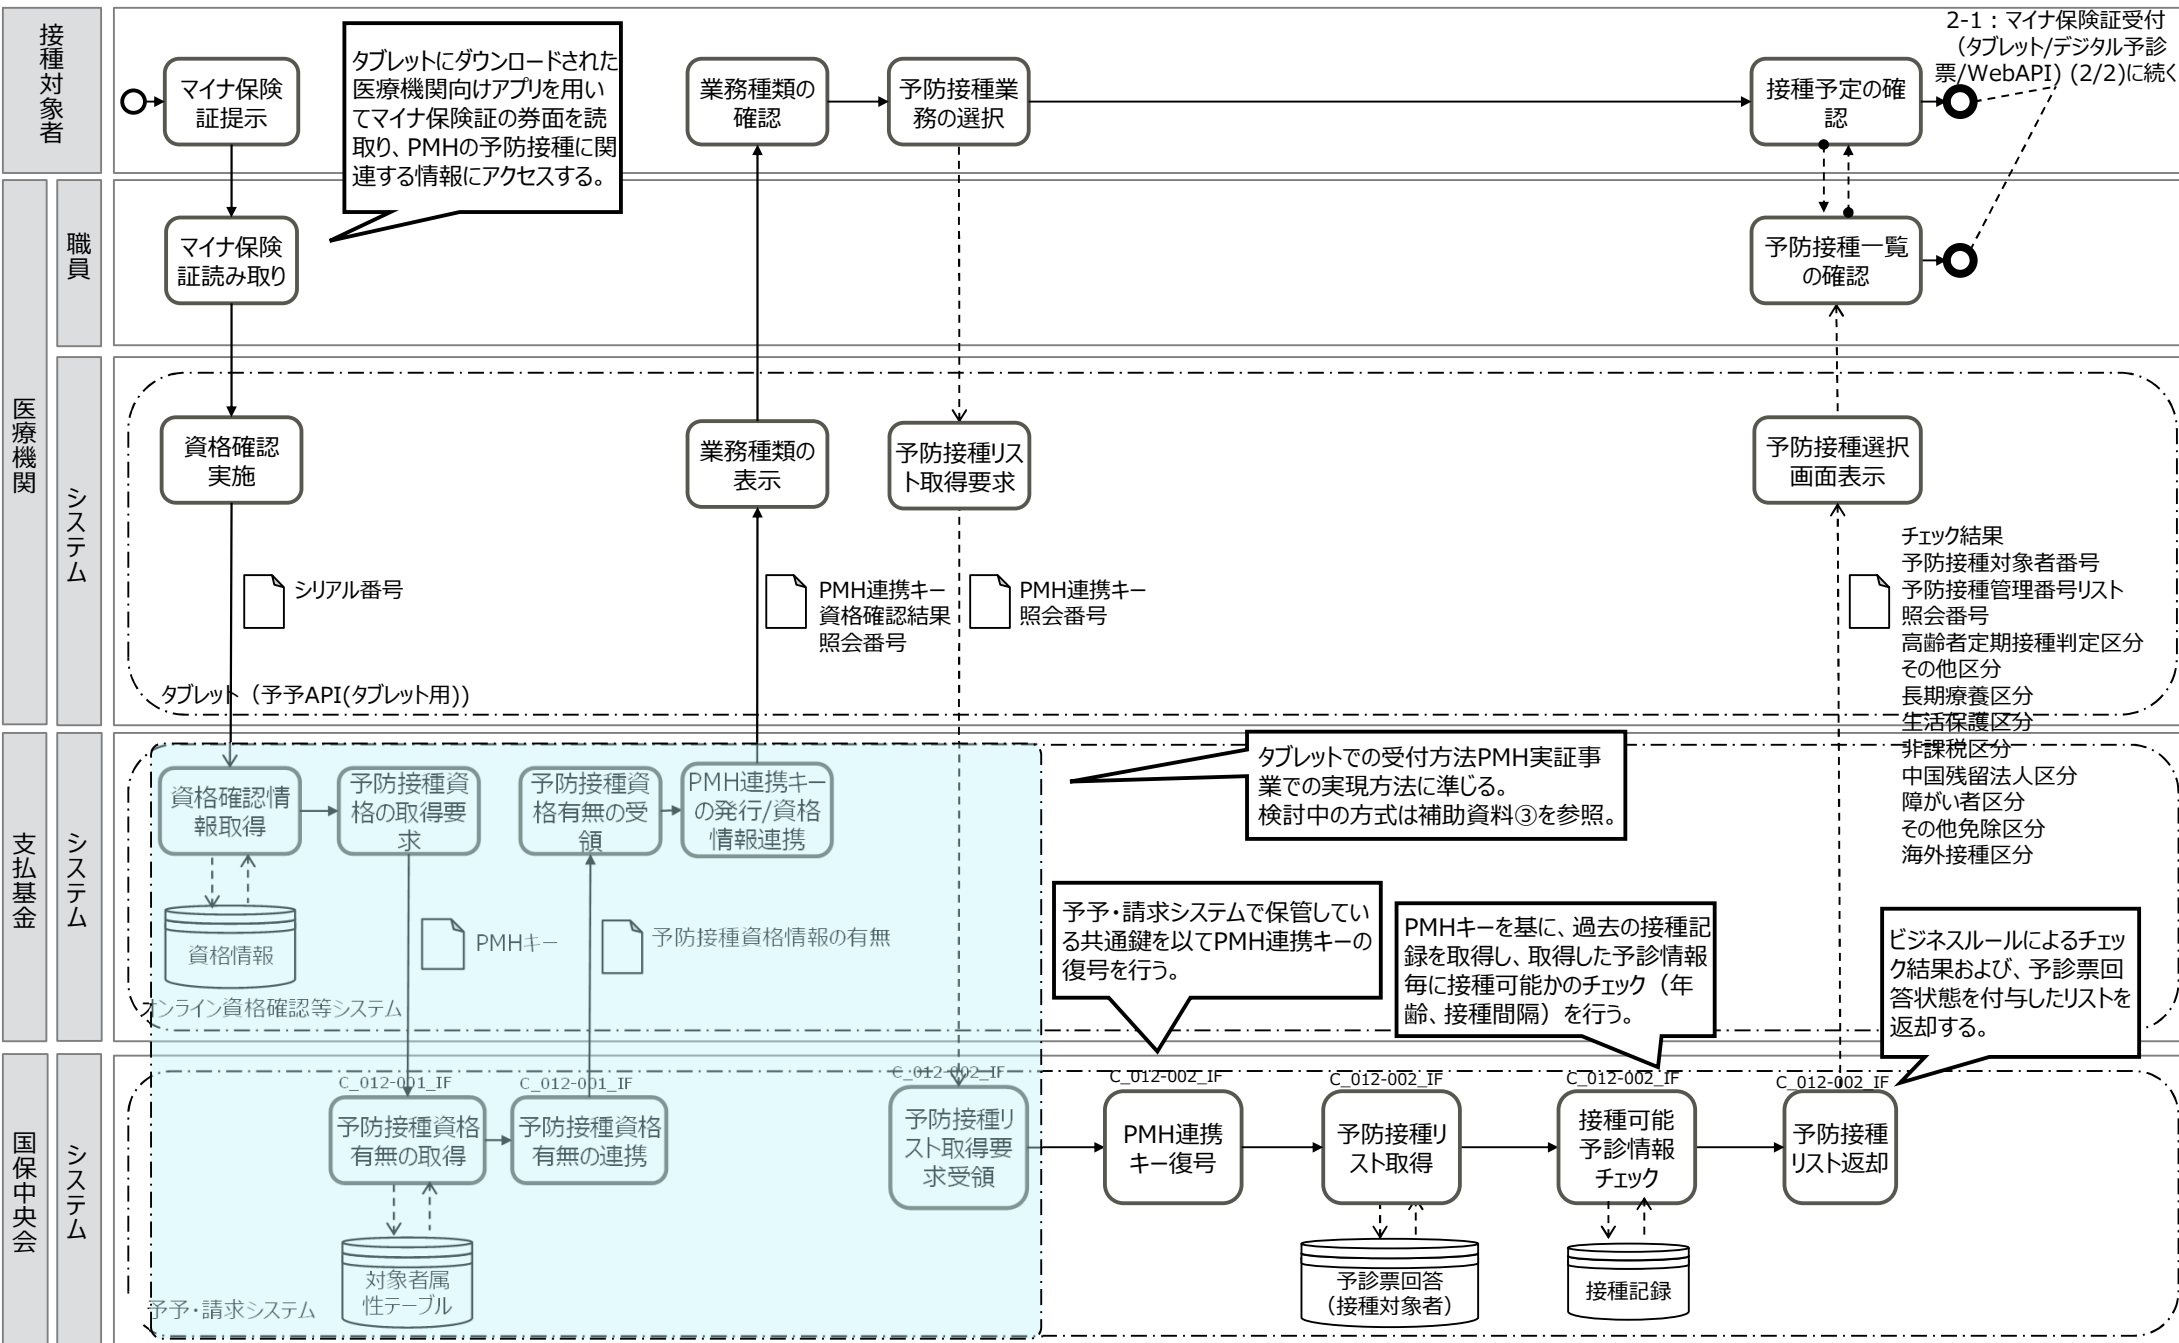 接種対象者
マイナ保険
証提示
タブレットにダウンロードされた
医療機関向けアプリを用い
てマイナ保険証の券面を読
取り、PMHの予防接種に関
連する情報にアクセスする。
業務種類の
確認
予防接種業
務の選択
接種予定の確
認
2-1：マイナ保険証受付
（タブレット/デジタル予診
票/WebAPI) (2/2)に続く
医療機関
職員
マイナ保険
証読み取り
予防接種一覧
の確認
システム
資格確認
実施
業務種類の
表示
予防接種リス
ト取得要求
予防接種選択
画面表示
シリアル番号
PMH連携キー
資格確認結果
照会番号
PMH連携キー
照会番号
チェック結果
予防接種対象者番号
予防接種管理番号リスト
照会番号
高齢者定期接種判定区分
その他区分
長期療養区分
生活保護区分
非課税区分
中国残留法人区分
障がい者区分
その他免除区分
海外接種区分
タブレット（予予API(タブレット用))
支払基金
システム
資格確認情
報取得
予防接種資
格の取得要
求
予防接種資
格有無の受
領
PMH連携キー
の発行/資格
情報連携
タブレットでの受付方法PMH実証事
業での実現方法に準じる。
検討中の方式は補助資料③を参照。
資格情報
PMHキー
予防接種資格情報の有無
オンライン資格確認等システム
予予・請求システムで保管してい
る共通鍵を以てPMH連携キーの
復号を行う。
PMHキーを基に、過去の接種記
録を取得し、取得した予診情報
毎に接種可能かのチェック（年
齢、接種間隔）を行う。
ビジネスルールによるチェッ
ク結果および、予診票回
答状態を付与したリストを
返却する。
国保中央会
システム
C_012-001_IF
予防接種資格
有無の取得
C_012-001_IF
予防接種資格
有無の連携
C_012-002_IF
予防接種リ
スト取得要
求受領
C_012-002_IF
PMH連携
キー復号
C_012-002_IF
予防接種リ
スト取得
C_012-002_IF
接種可能
予診情報
チェック
C_012-002_IF
予防接種
リスト返却
対象者属
性テーブル
予診票回答
（接種対象者）
接種記録
予予・請求システム